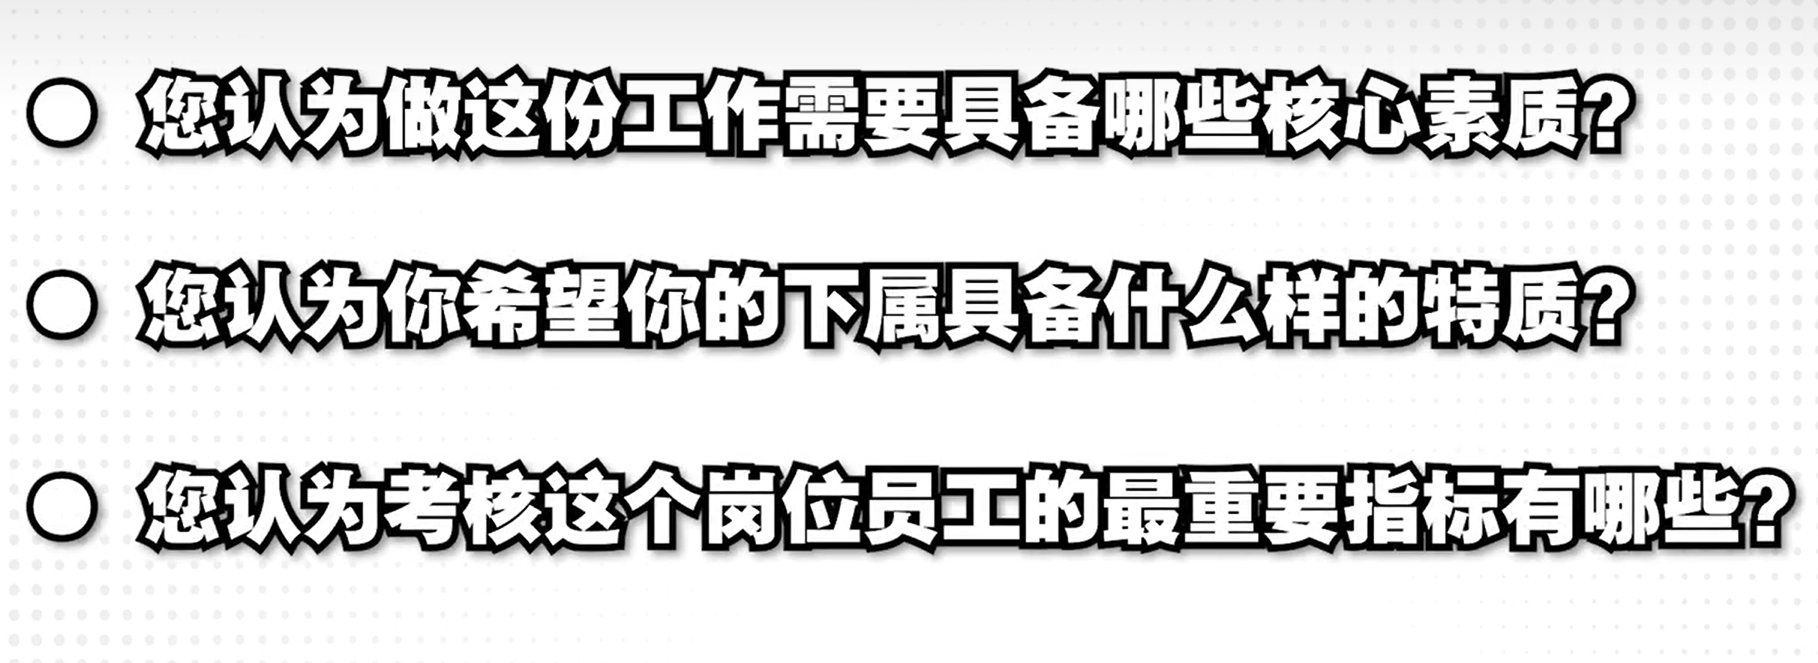 您认为做这份工作需要具备哪些核心素质?
您认为你希望你的下属具备什么样的特质?
您认为考核这个岗位员工的最重要指标有哪些?